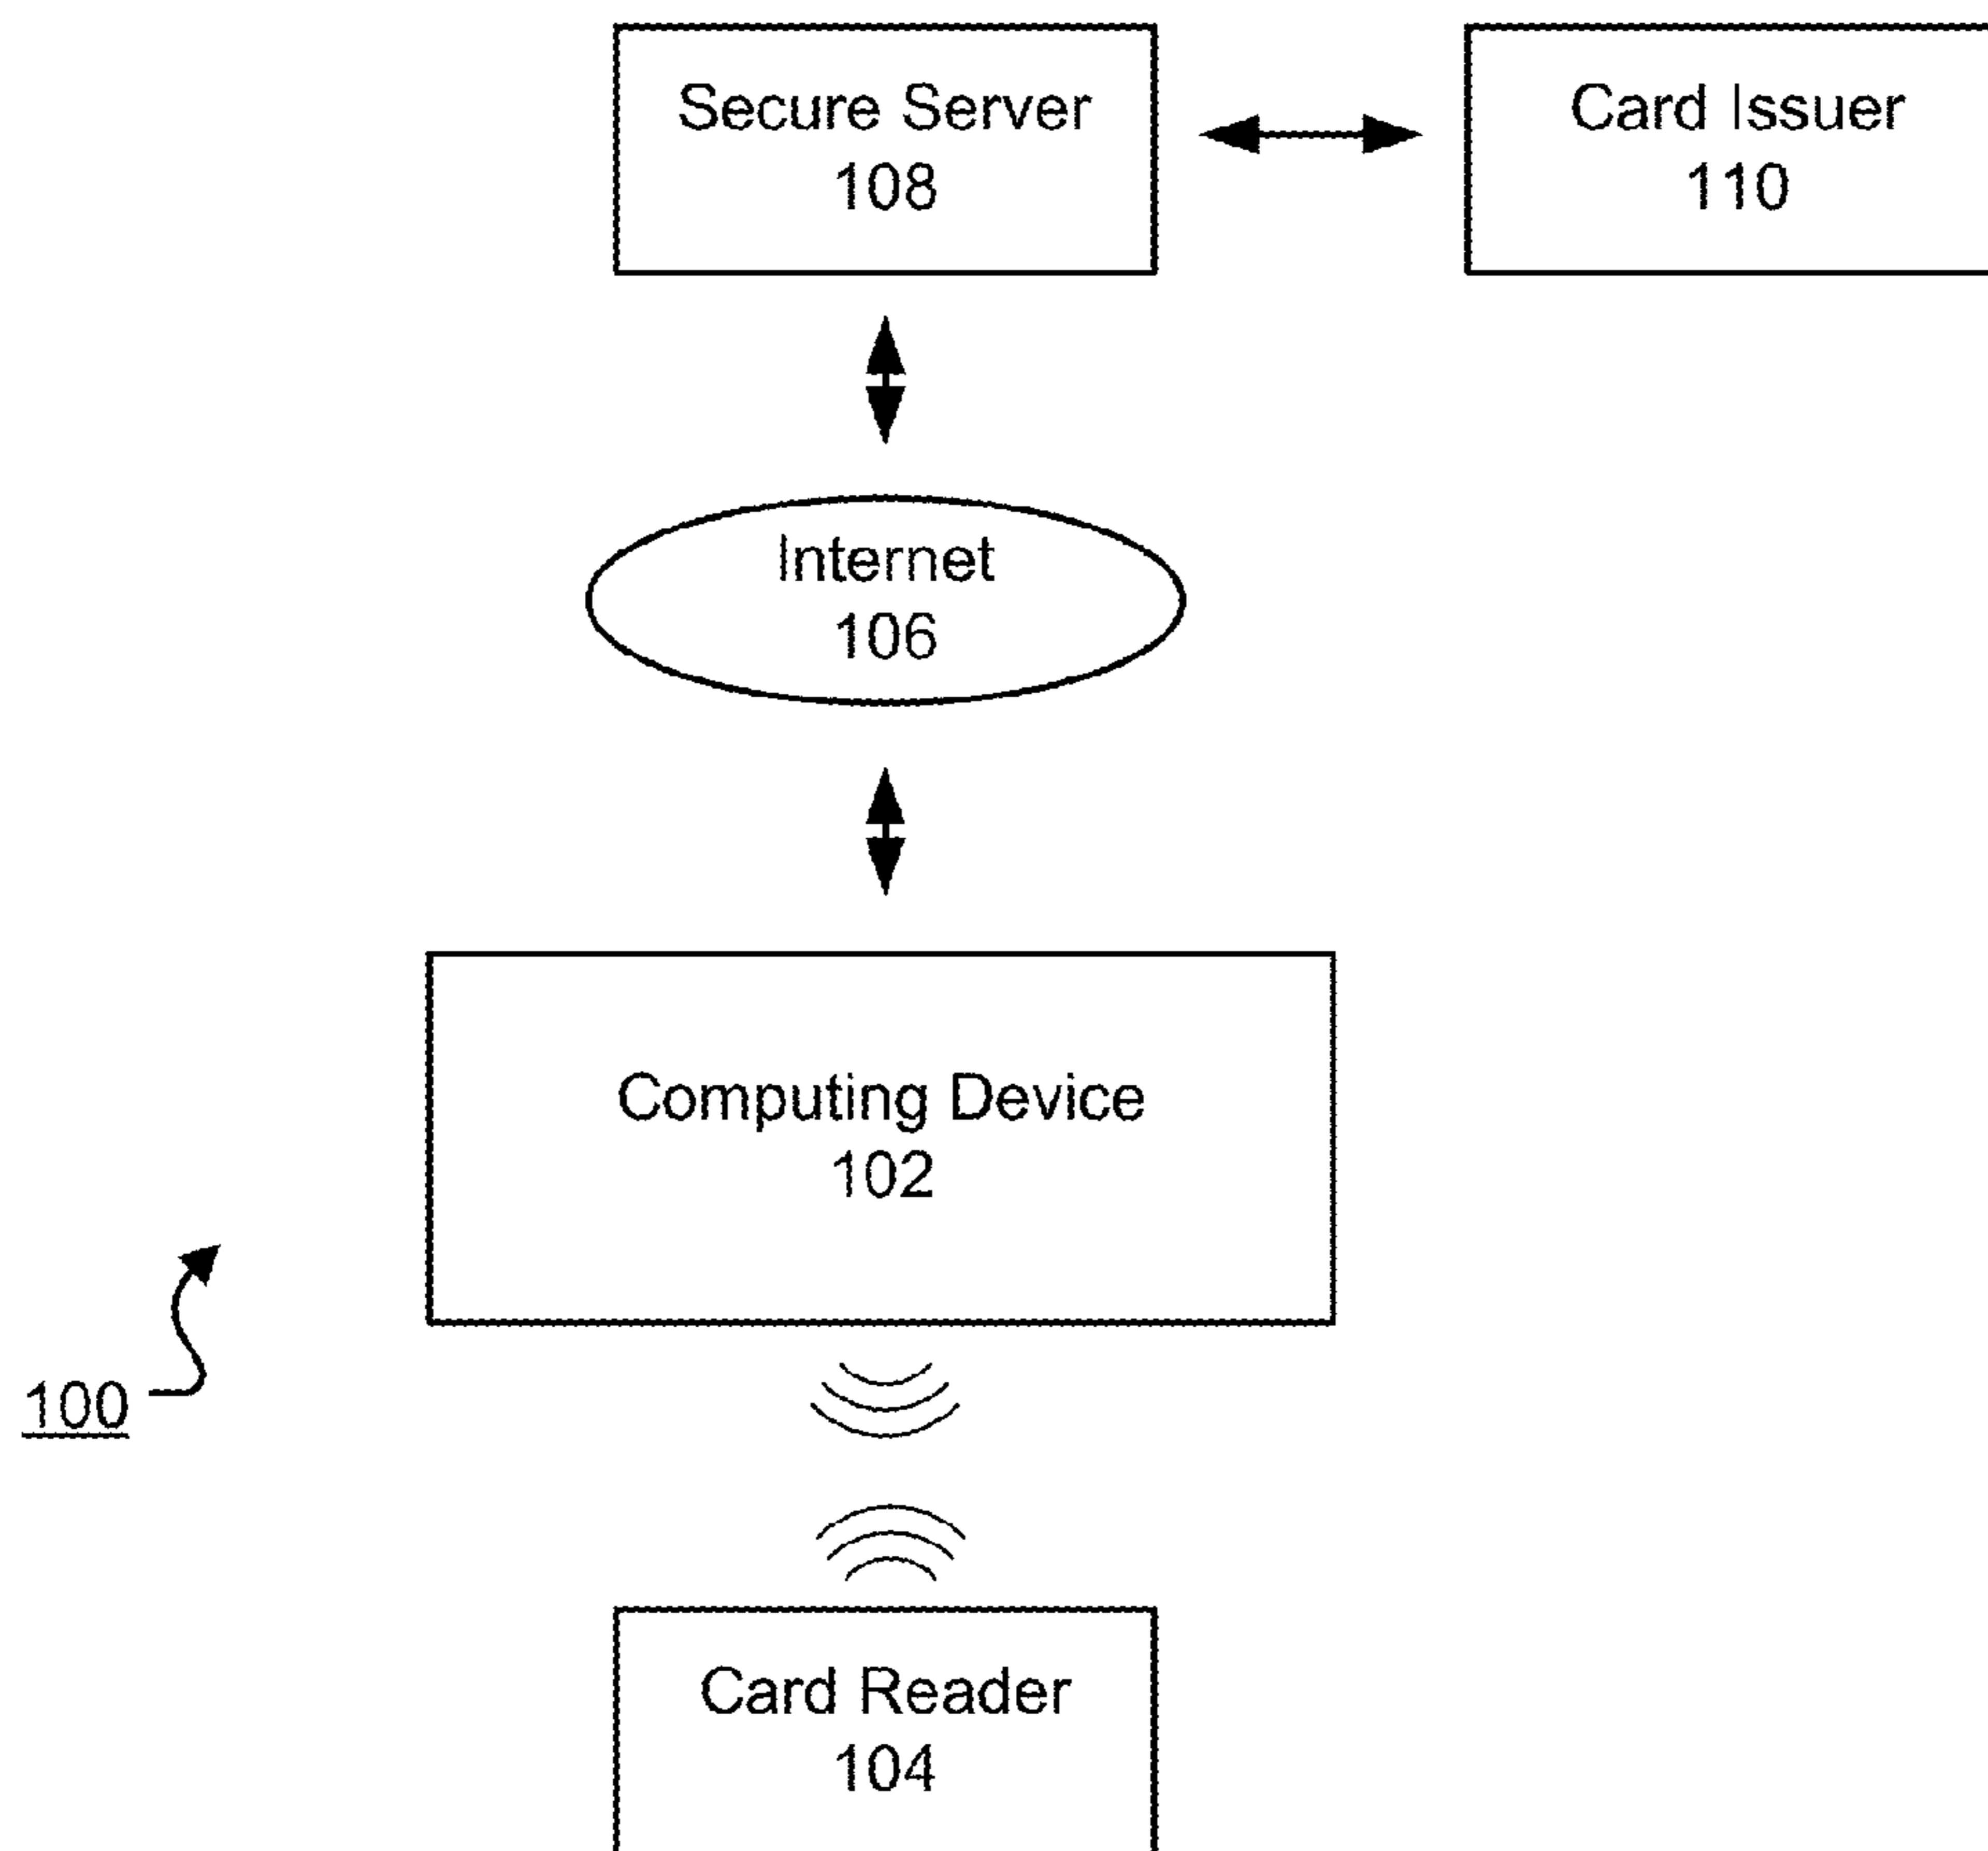 Secure Server
108
Card Issuer
110
Internet
106
Computing Device
102
100
Card Reader
104